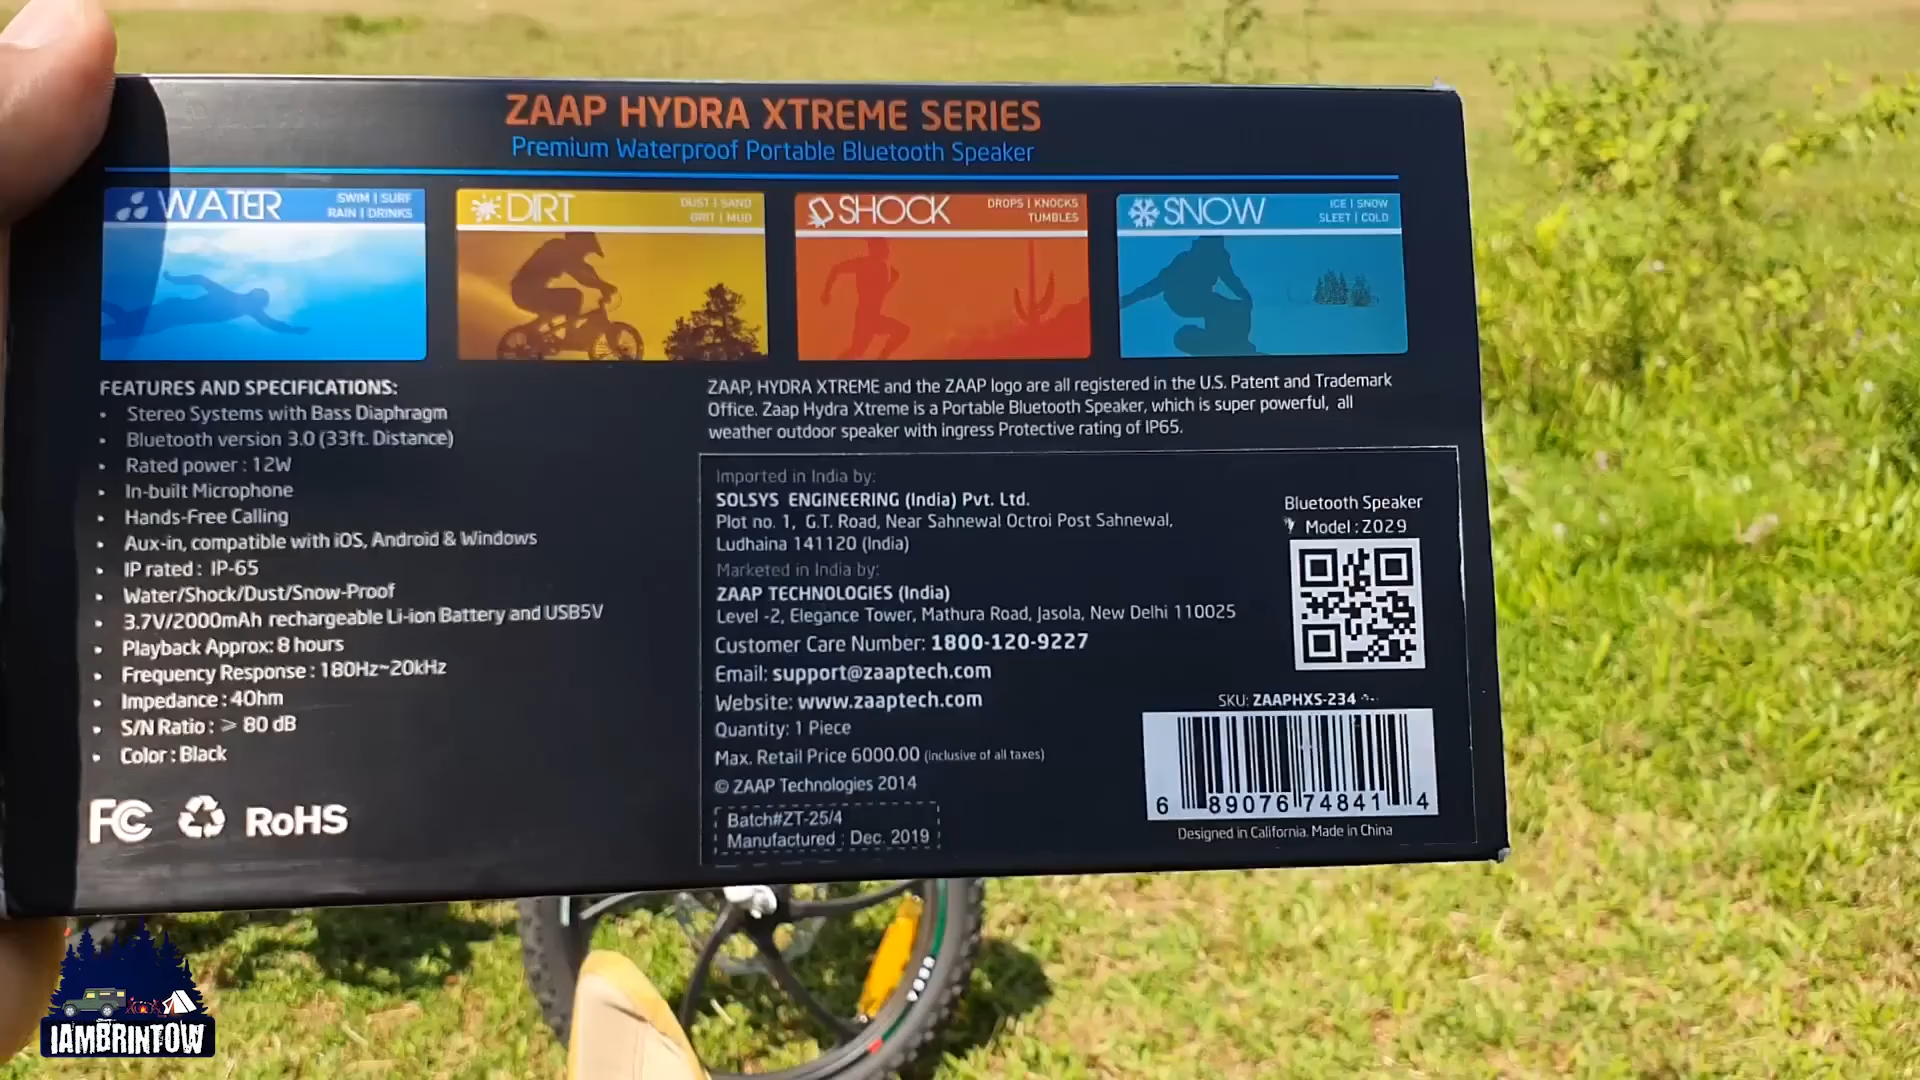 ZAAP HYDRA XTREME SERIES
Premium Waterproof Portable Bluetooth Speaker
WATER
SWIM | SURF
RAIN | DRINKS
DIRT
DUST | SAND
GRIT | MUD
SHOCK
DROPS | KNOCKS
TUMBLES
SNOW
ICE | SNOW
SLEET | COLD
FEATURES AND SPECIFICATIONS:
• Stereo Systems with Bass Diaphragm
• Bluetooth version 3.0 (33ft. Distance)
• Rated power : 12W
• In-built Microphone
• Hands-Free Calling
• Aux-in, compatible with iOS, Android & Windows
• IP rated : IP-65
• Water/Shock/Dust/Snow-Proof
• 3.7V/2000mAh rechargeable Li-ion Battery and USB5V
• Playback Approx: 8 hours
• Frequency Response : 180Hz~20kHz
• Impedance : 4Ohm
• S/N Ratio : ⩾ 80 dB
• Color : Black
FC
RoHS
ZAAP, HYDRA XTREME and the ZAAP logo are all registered in the U.S. Patent and Trademark
Office. Zaap Hydra Xtreme is a Portable Bluetooth Speaker, which is super powerful, all
weather outdoor speaker with ingress Protective rating of IP65.
Imported in India by:
SOLSYS ENGINEERING (India) Pvt. Ltd.
Plot no. 1, G.T. Road, Near Sahnewal Octroi Post Sahnewal,
Ludhaina 141120 (India)
Marketed in India by:
ZAAP TECHNOLOGIES (India)
Level -2, Elegance Tower, Mathura Road, Jasola, New Delhi 110025
Customer Care Number: 1800-120-9227
Email: support@zaaptech.com
Website: www.zaaptech.com
Quantity: 1 Piece
Max. Retail Price 6000.00 (inclusive of all taxes)
© ZAAP Technologies 2014
Batch#ZT-25/4
Manufactured : Dec. 2019
Bluetooth Speaker
Model : Z029
SKU: ZAAPHXS-234
6 89076 74841 4
Designed in California. Made in China
IAMBRINTOW